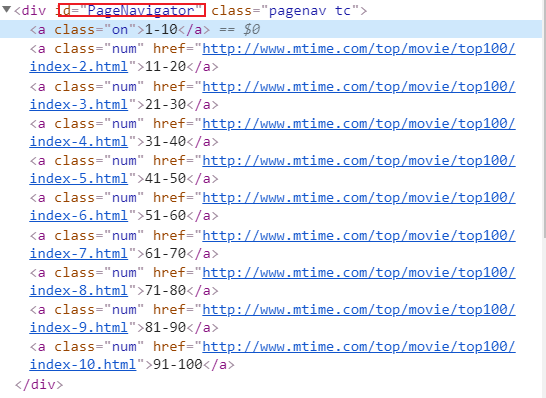 ▼<div id="PageNavigator" class="pagenav tc">
<a class="on">1-10</a> == $0
<a class="num" href="http://www.mtime.com/top/movie/top100/
index-2.html">11-20</a>
<a class="num" href="http://www.mtime.com/top/movie/top100/
index-3.html">21-30</a>
<a class="num" href="http://www.mtime.com/top/movie/top100/
index-4.html">31-40</a>
<a class="num" href="http://www.mtime.com/top/movie/top100/
index-5.html">41-50</a>
<a class="num" href="http://www.mtime.com/top/movie/top100/
index-6.html">51-60</a>
<a class="num" href="http://www.mtime.com/top/movie/top100/
index-7.html">61-70</a>
<a class="num" href="http://www.mtime.com/top/movie/top100/
index-8.html">71-80</a>
<a class="num" href="http://www.mtime.com/top/movie/top100/
index-9.html">81-90</a>
<a class="num" href="http://www.mtime.com/top/movie/top100/
index-10.html">91-100</a>
</div>